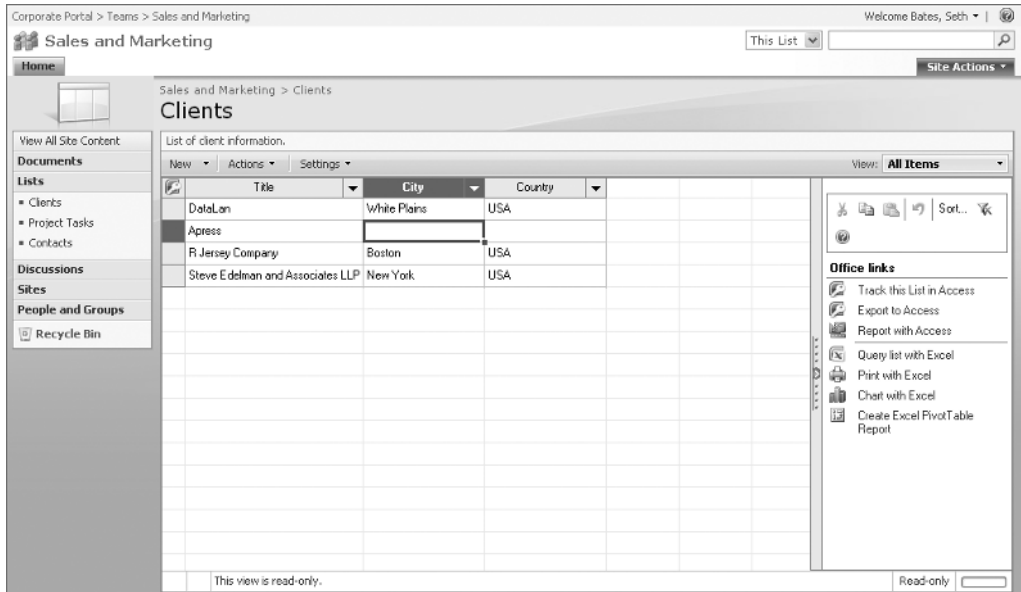 Corporate Portal > Teams > Sales and Marketing Welcome Bates, Seth
Sales and Marketing This List
Home Site Actions
Sales and Marketing > Clients
Clients
View All Site Content List of client information.
Documents New Actions Settings View: All Items
Lists Title City Country
Clients DataLan White Plains USA
Project Tasks Apress
Contacts R Jersey Company Boston USA
Steve Edelman and Associates LLP New York USA
Discussions
Sites
People and Groups
Recycle Bin
Sort...
Office links
Track this List in Access
Export to Access
Report with Access
Query list with Excel
Print with Excel
Chart with Excel
Create Excel PivotTable
Report
This view is read-only. Read-only